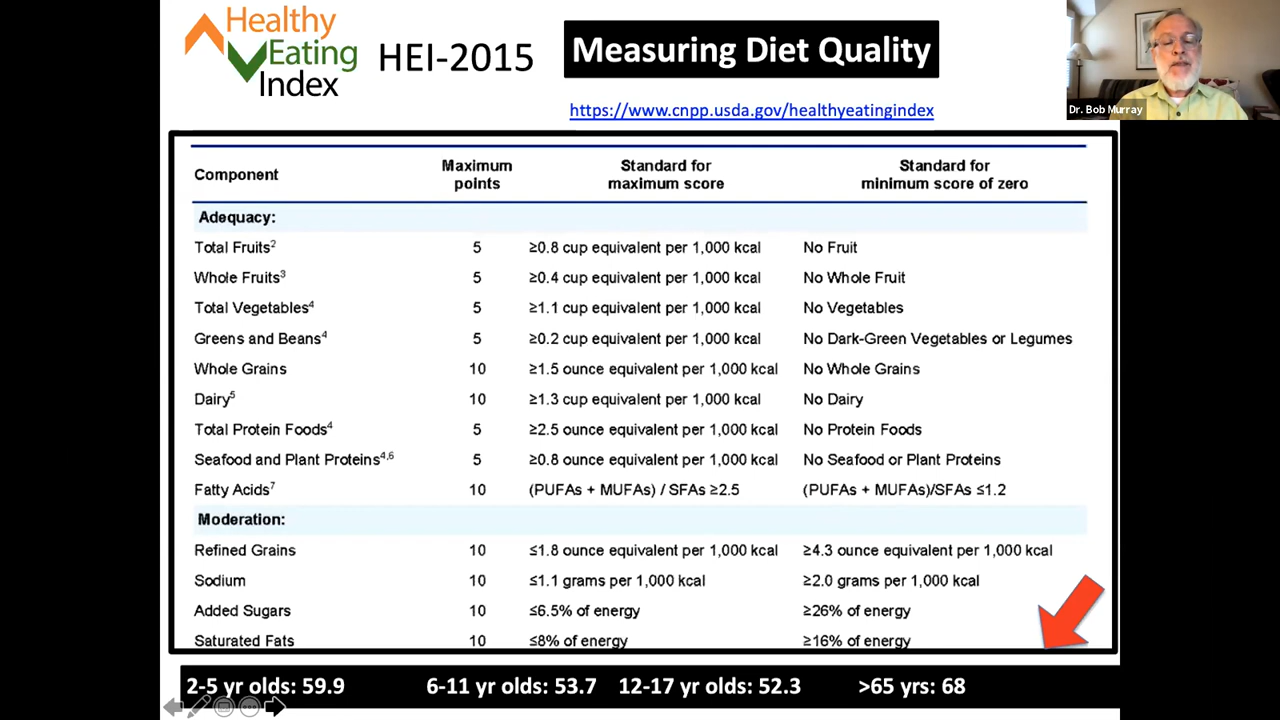 Healthy
Eating
Index
HEI-2015
Measuring Diet Quality
https://www.cnpp.usda.gov/healthyeatingindex
Dr. Bob Murray
Component Maximum points Standard for maximum score Standard for minimum score of zero
Adequacy:
Total Fruits² 5 ≥0.8 cup equivalent per 1,000 kcal No Fruit
Whole Fruits³ 5 ≥0.4 cup equivalent per 1,000 kcal No Whole Fruit
Total Vegetables⁴ 5 ≥1.1 cup equivalent per 1,000 kcal No Vegetables
Greens and Beans⁴ 5 ≥0.2 cup equivalent per 1,000 kcal No Dark-Green Vegetables or Legumes
Whole Grains 10 ≥1.5 ounce equivalent per 1,000 kcal No Whole Grains
Dairy⁵ 10 ≥1.3 cup equivalent per 1,000 kcal No Dairy
Total Protein Foods⁴ 5 ≥2.5 ounce equivalent per 1,000 kcal No Protein Foods
Seafood and Plant Proteins⁴,⁶ 5 ≥0.8 ounce equivalent per 1,000 kcal No Seafood or Plant Proteins
Fatty Acids⁷ 10 (PUFAs + MUFAs) / SFAs ≥2.5 (PUFAs + MUFAs)/SFAs ≤1.2
Moderation:
Refined Grains 10 ≤1.8 ounce equivalent per 1,000 kcal ≥4.3 ounce equivalent per 1,000 kcal
Sodium 10 ≤1.1 grams per 1,000 kcal ≥2.0 grams per 1,000 kcal
Added Sugars 10 ≤6.5% of energy ≥26% of energy
Saturated Fats 10 ≤8% of energy ≥16% of energy
2-5 yr olds: 59.9 6-11 yr olds: 53.7 12-17 yr olds: 52.3 >65 yrs: 68